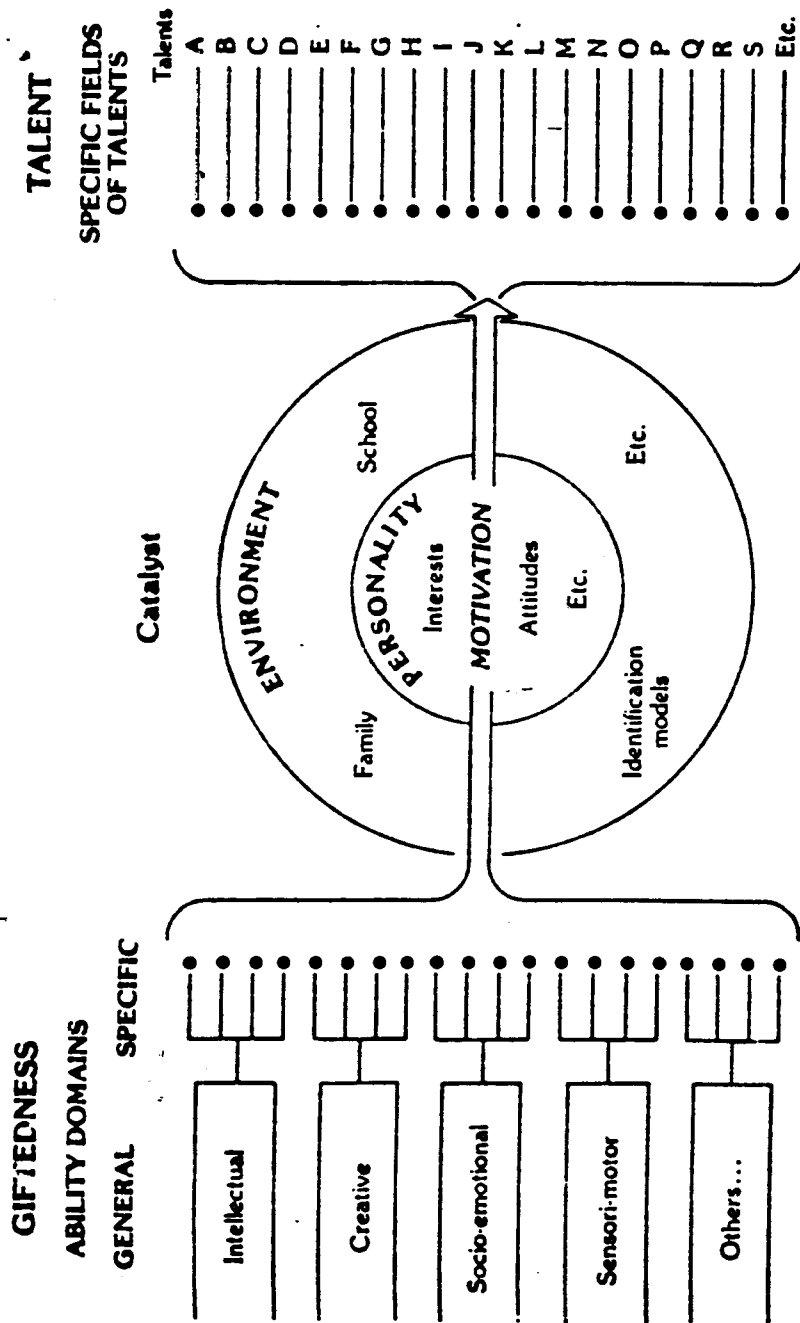 GIFTEDNESS
ABILITY DOMAINS
GENERAL SPECIFIC
Intellectual
Creative
Socio-emotional
Sensori-motor
Others...
Catalyst
ENVIRONMENT
Family
School
PERSONALITY
Interests
MOTIVATION
Attitudes
Etc.
Identification
models
Etc.
TALENT
SPECIFIC FIELDS
OF TALENTS
Talents
A
B
C
D
E
F
G
H
I
J
K
L
M
N
O
P
Q
R
S
Etc.